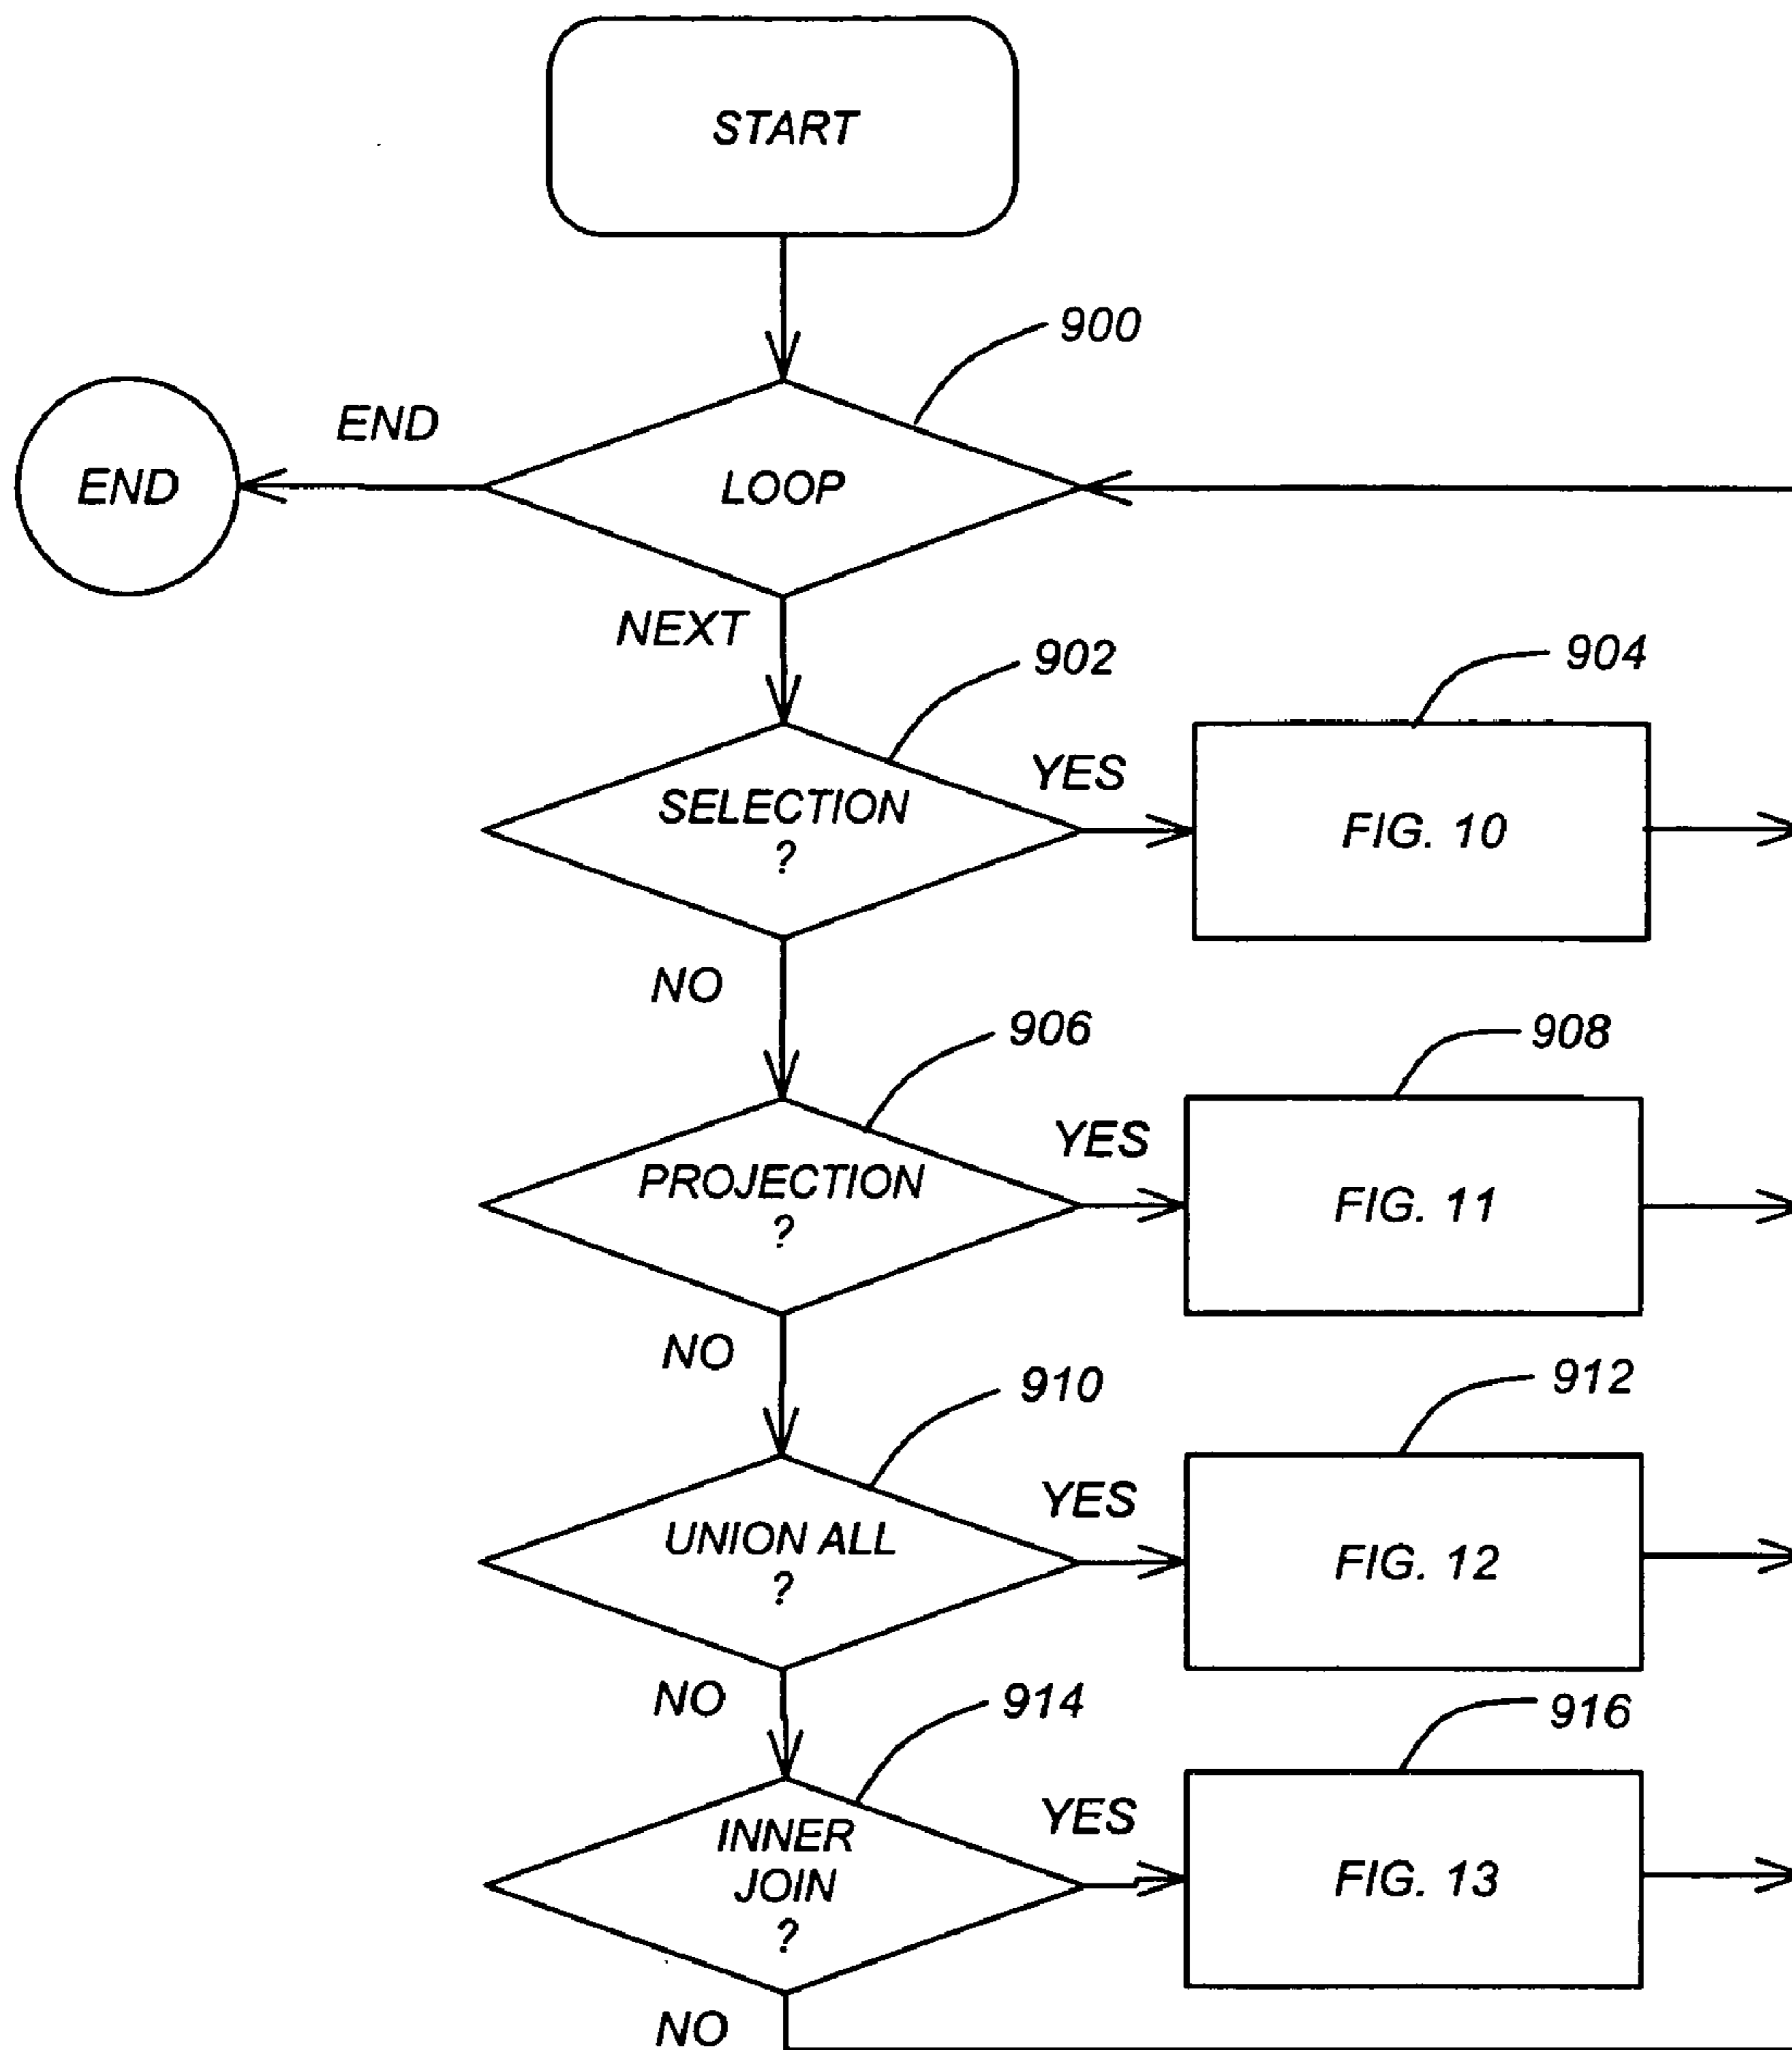 START
900
END
END
LOOP
NEXT
902
904
SELECTION
?
YES
FIG. 10
NO
906
908
PROJECTION
?
YES
FIG. 11
NO
910
912
UNION ALL
?
YES
FIG. 12
NO
914
916
INNER
JOIN
?
YES
FIG. 13
NO